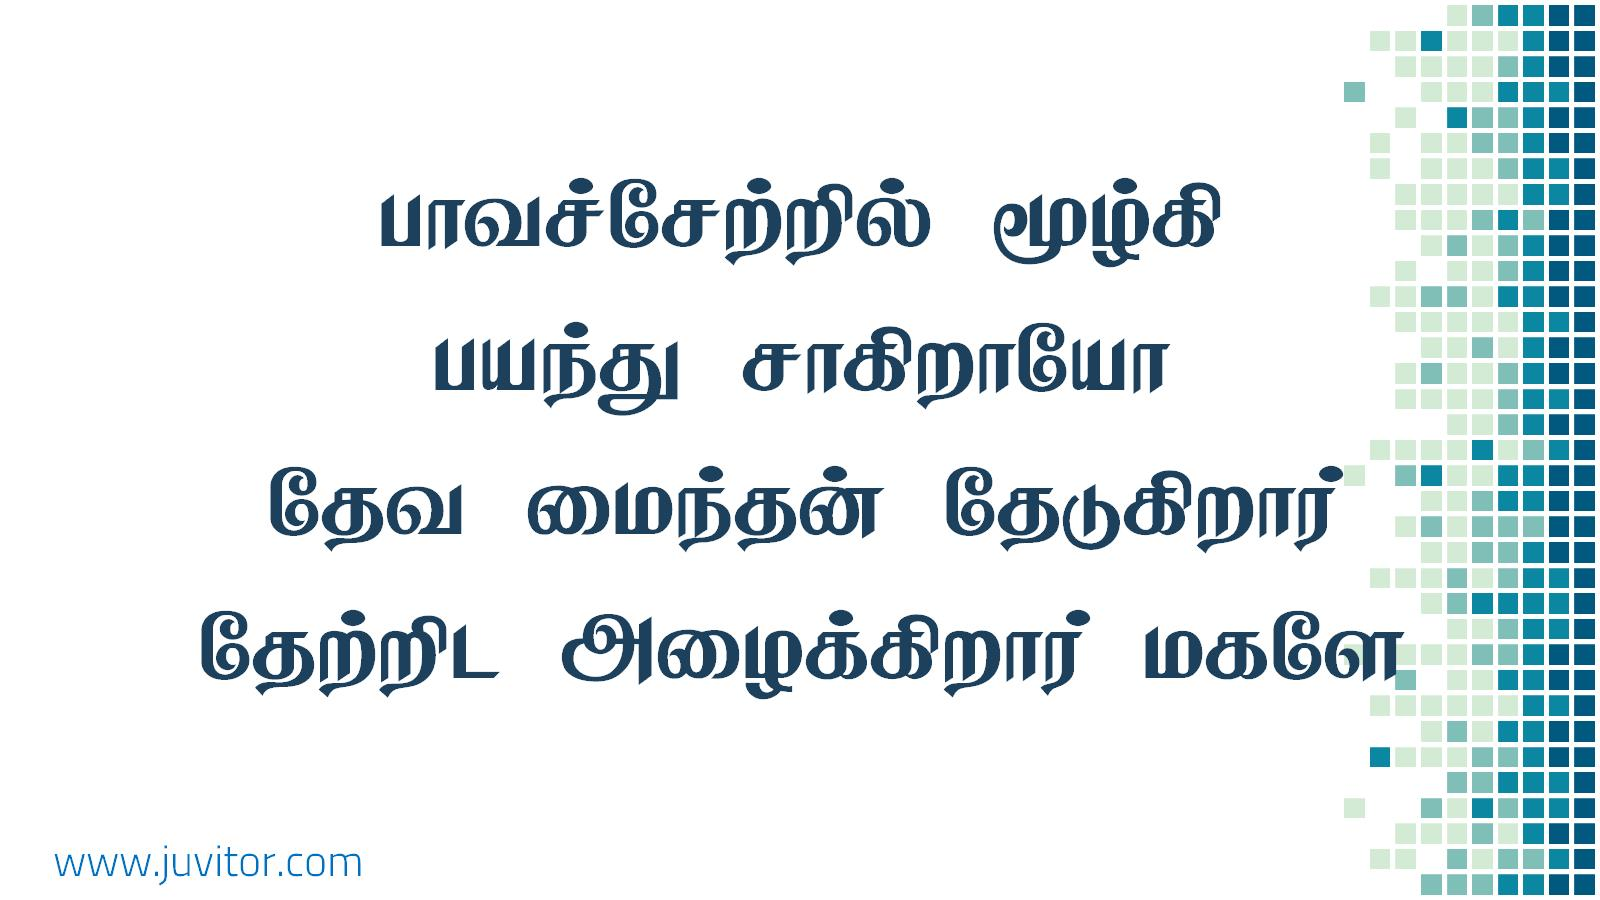 பாவச்சேற்றில் மூழ்கி
பயந்து சாகிறாயோ
தேவ மைந்தன் தேடுகிறார்
தேற்றிட அழைக்கிறார் மகளே
www.juvitor.com